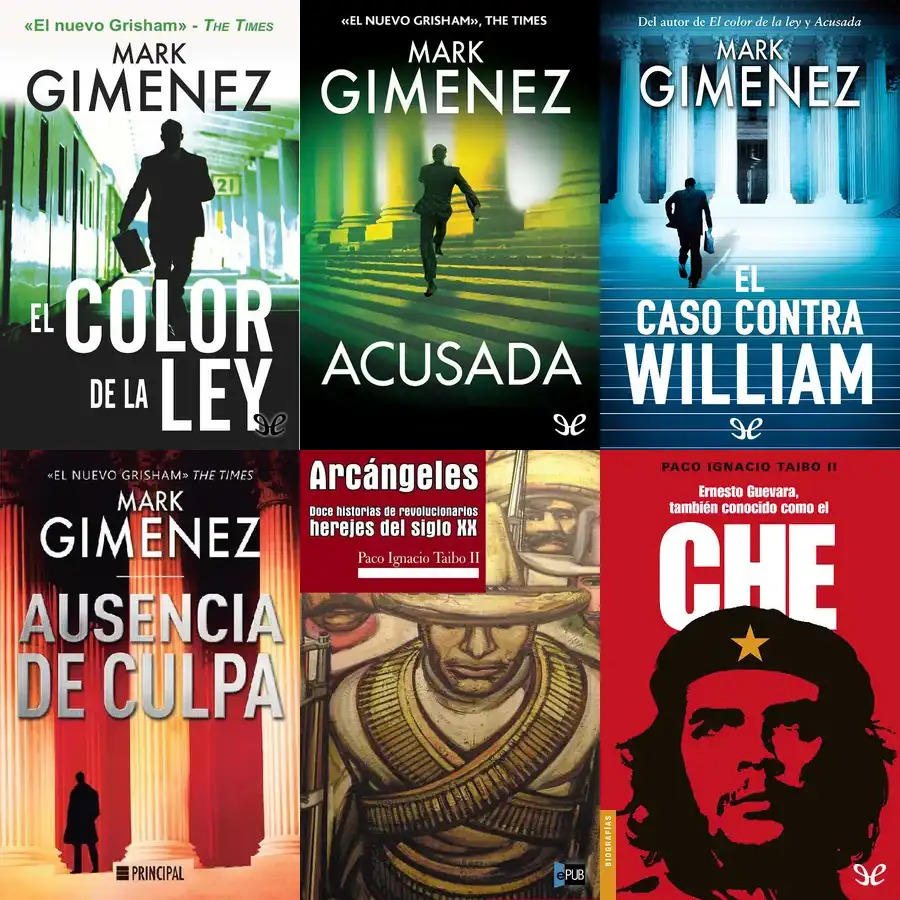 «El nuevo Grisham» - THE TIMES
MARK
GIMENEZ
21
EL COLOR
DE LA LEY
«EL NUEVO GRISHAM», THE TIMES
MARK
GIMENEZ
ACUSADA
Del autor de El color de la ley y Acusada
MARK
GIMENEZ
EL
CASO CONTRA
WILLIAM
«EL NUEVO GRISHAM» THE TIMES
MARK
GIMENEZ
AUSENCIA
DE CULPA
PRINCIPAL
Arcángeles
Doce historias de revolucionarios
herejes del siglo XX
Paco Ignacio Taibo II
ePUB
PACO IGNACIO TAIBO II
Ernesto Guevara,
también conocido como el
CHE
BIOGRAFÍAS